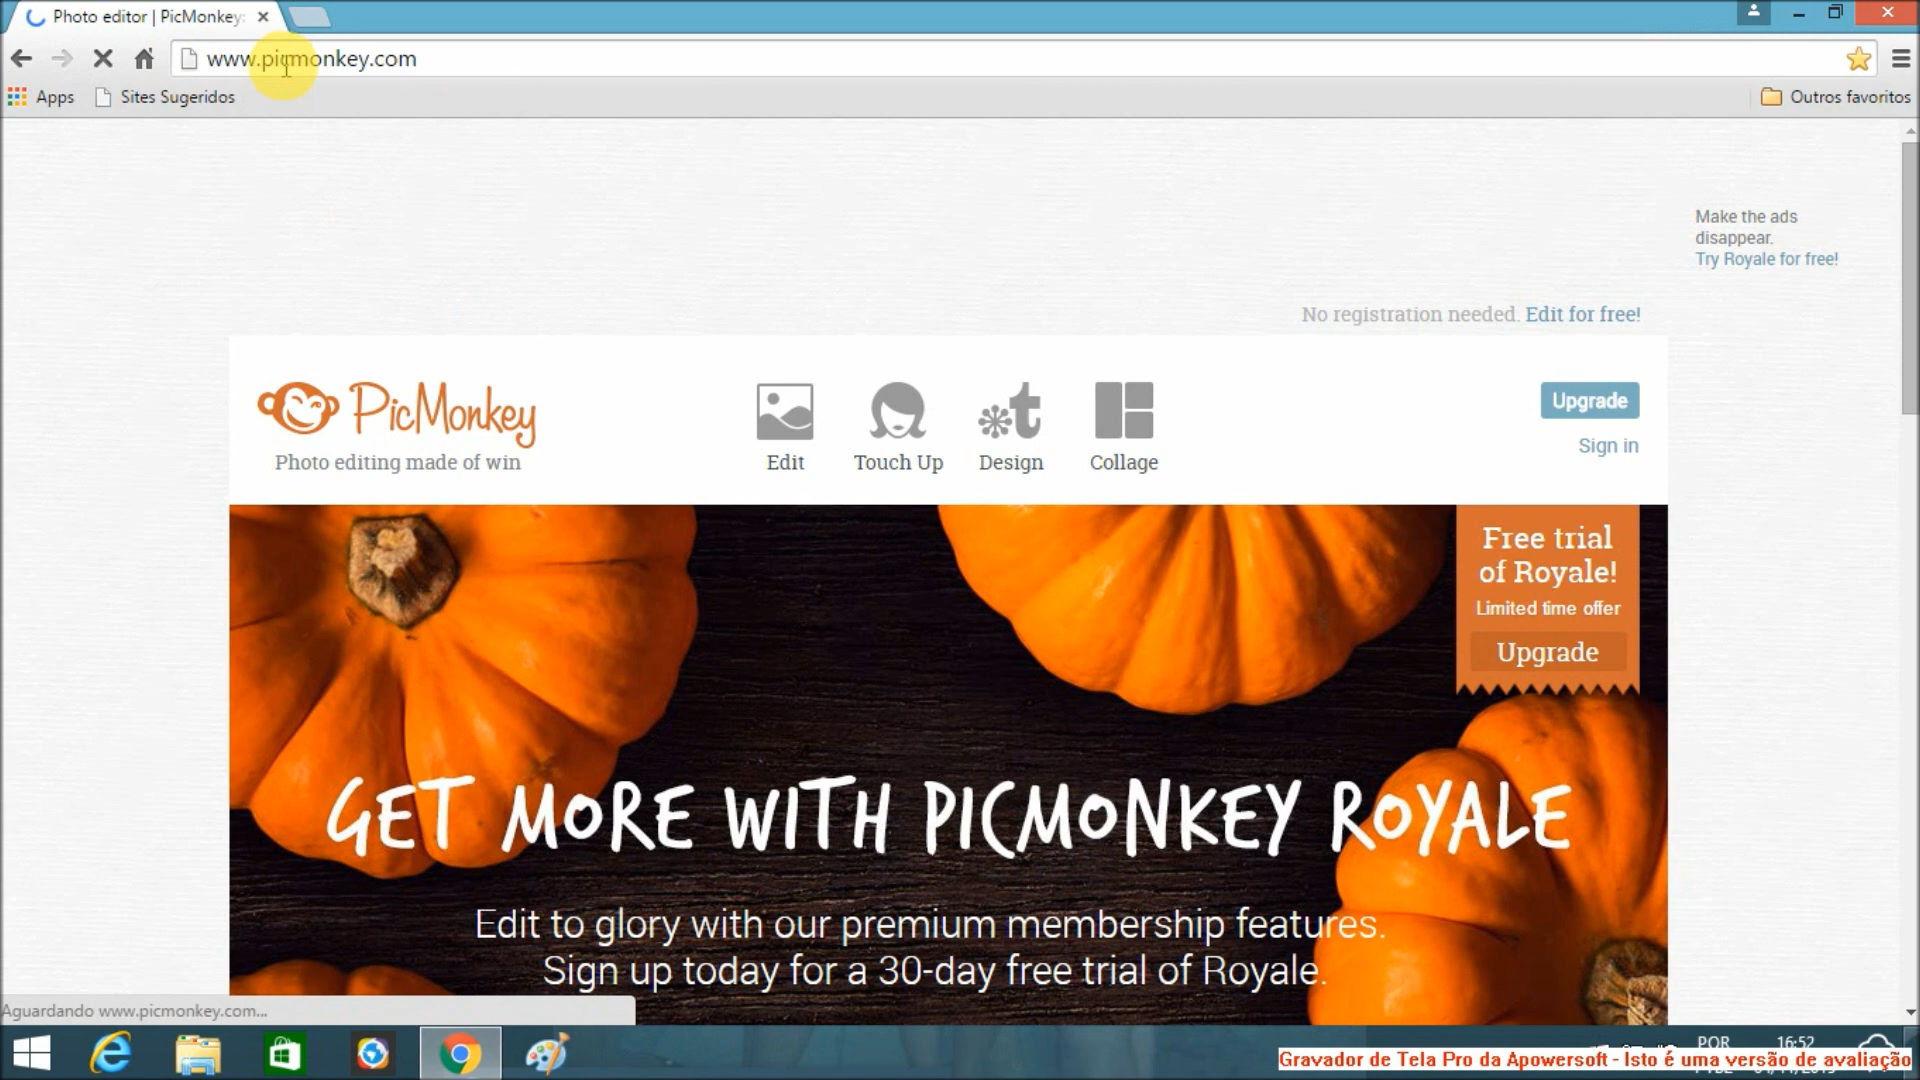 Photo editor | PicMonkey:
www.picmonkey.com
Apps
Sites Sugeridos
Outros favoritos
Make the ads
disappear.
Try Royale for free!
No registration needed. Edit for free!
PicMonkey
Photo editing made of win
Edit
Touch Up
Design
Collage
Upgrade
Sign in
Free trial
of Royale!
Limited time offer
Upgrade
GET MORE WITH PICMONKEY ROYALE
Edit to glory with our premium membership features.
Sign up today for a 30-day free trial of Royale.
Aguardando www.picmonkey.com...
POR
16:52
Gravador de Tela Pro da Apowersoft - Isto é uma versão de avaliação